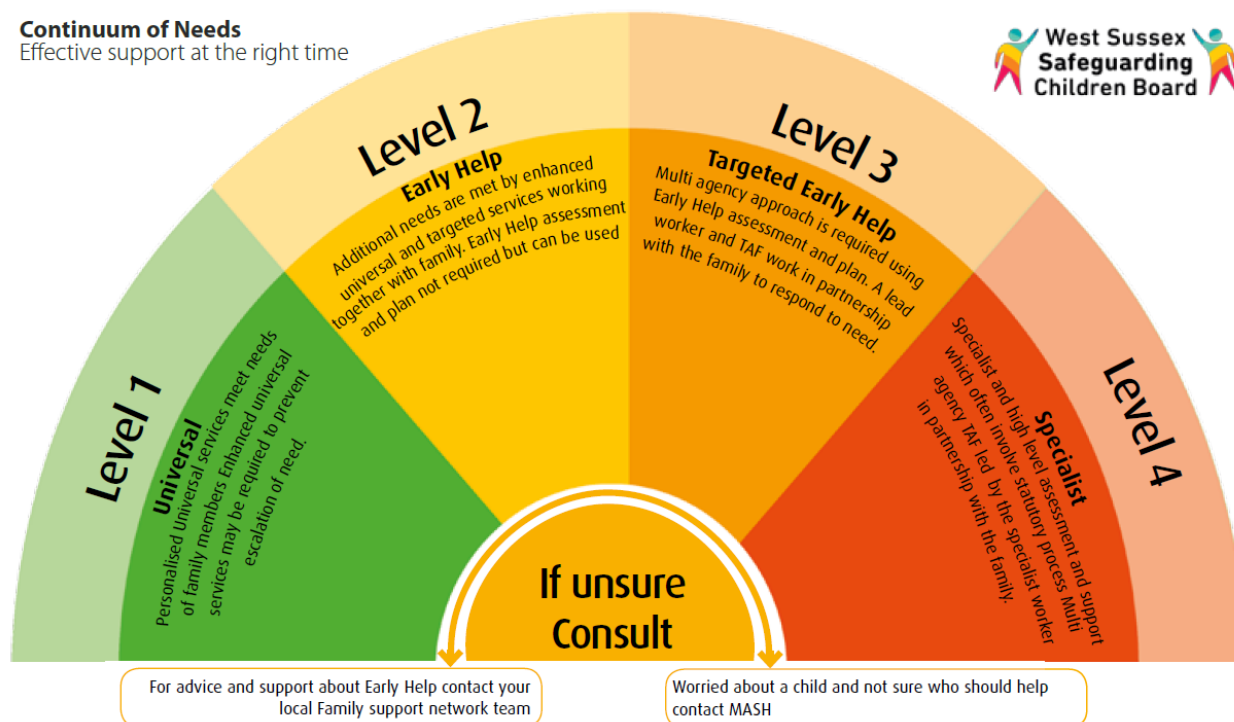 Continuum of Needs
Effective support at the right time
West Sussex
Safeguarding
Children Board
Level 1
Universal
Personalised Universal services meet needs
of family members Enhanced universal
services may be required to prevent
escalation of need.
Level 2
Early Help
Additional needs are met by enhanced
universal and targeted services working
together with family. Early Help assessment
and plan not required but can be used
Level 3
Targeted Early Help
Multi agency approach is required using
Early Help assessment and plan. A lead
worker and TAF work in partnership
with the family to respond to need.
Level 4
Specialist
Specialist and high level assessment and support
which often involve statutory process Multi
agency TAF led by the specialist worker
in partnership with the family.
If unsure
Consult
For advice and support about Early Help contact your
local Family support network team
Worried about a child and not sure who should help
contact MASH